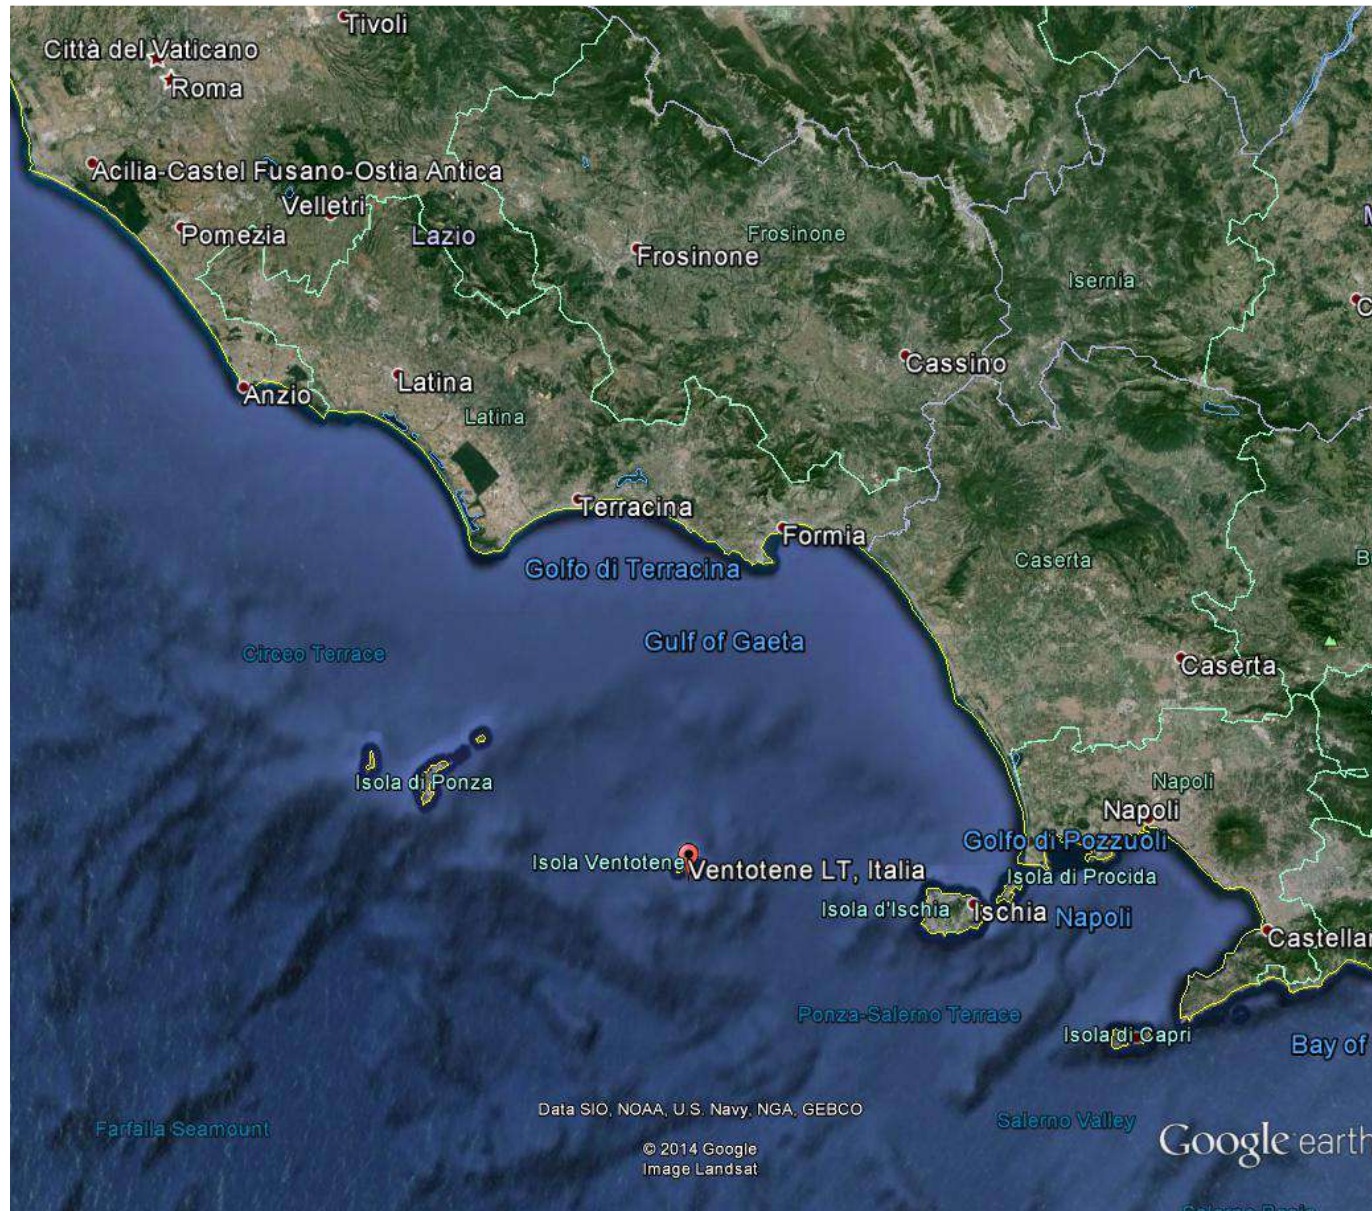 Tivoli
Città del Vaticano
Roma
Acilia-Castel Fusano-Ostia Antica
Velletri
Pomezia
Lazio
Frosinone
Frosinone
Isernia
Cassino
Anzio
Latina
Latina
Terracina
Formia
Golfo di Terracina
Caserta
Gulf of Gaeta
Circeo Terrace
Caserta
Isola di Ponza
Napoli
Napoli
Golfo di Pozzuoli
Isola Ventotene
Ventotene LT, Italia
Isola di Procida
Isola d'Ischia
Ischia
Napoli
Castellar
Ponza-Salerno Terrace
Isola di Capri
Bay of
Data SIO, NOAA, U.S. Navy, NGA, GEBCO
Farfalla Seamount
Salerno Valley
© 2014 Google
Image Landsat
Google earth